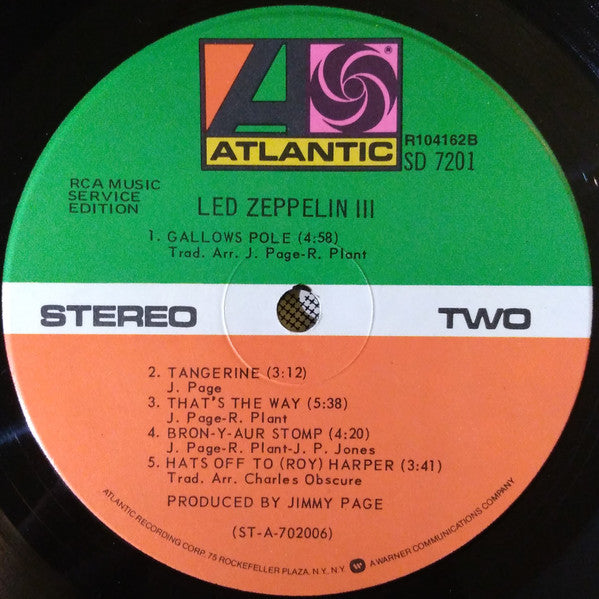 ATLANTIC
R104162B
SD 7201
RCA MUSIC
SERVICE
EDITION
LED ZEPPELIN III
1. GALLOWS POLE (4:58)
Trad. Arr. J. Page-R. Plant
STEREO
TWO
2. TANGERINE (3:12)
J. Page
3. THAT'S THE WAY (5:38)
J. Page-R. Plant
4. BRON-Y-AUR STOMP (4:20)
J. Page-R. Plant-J. P. Jones
5. HATS OFF TO (ROY) HARPER (3:41)
Trad. Arr. Charles Obscure
PRODUCED BY JIMMY PAGE
(ST-A-702006)
ATLANTIC RECORDING CORP. 75 ROCKEFELLER PLAZA, N.Y., N.Y. W A WARNER COMMUNICATIONS COMPANY